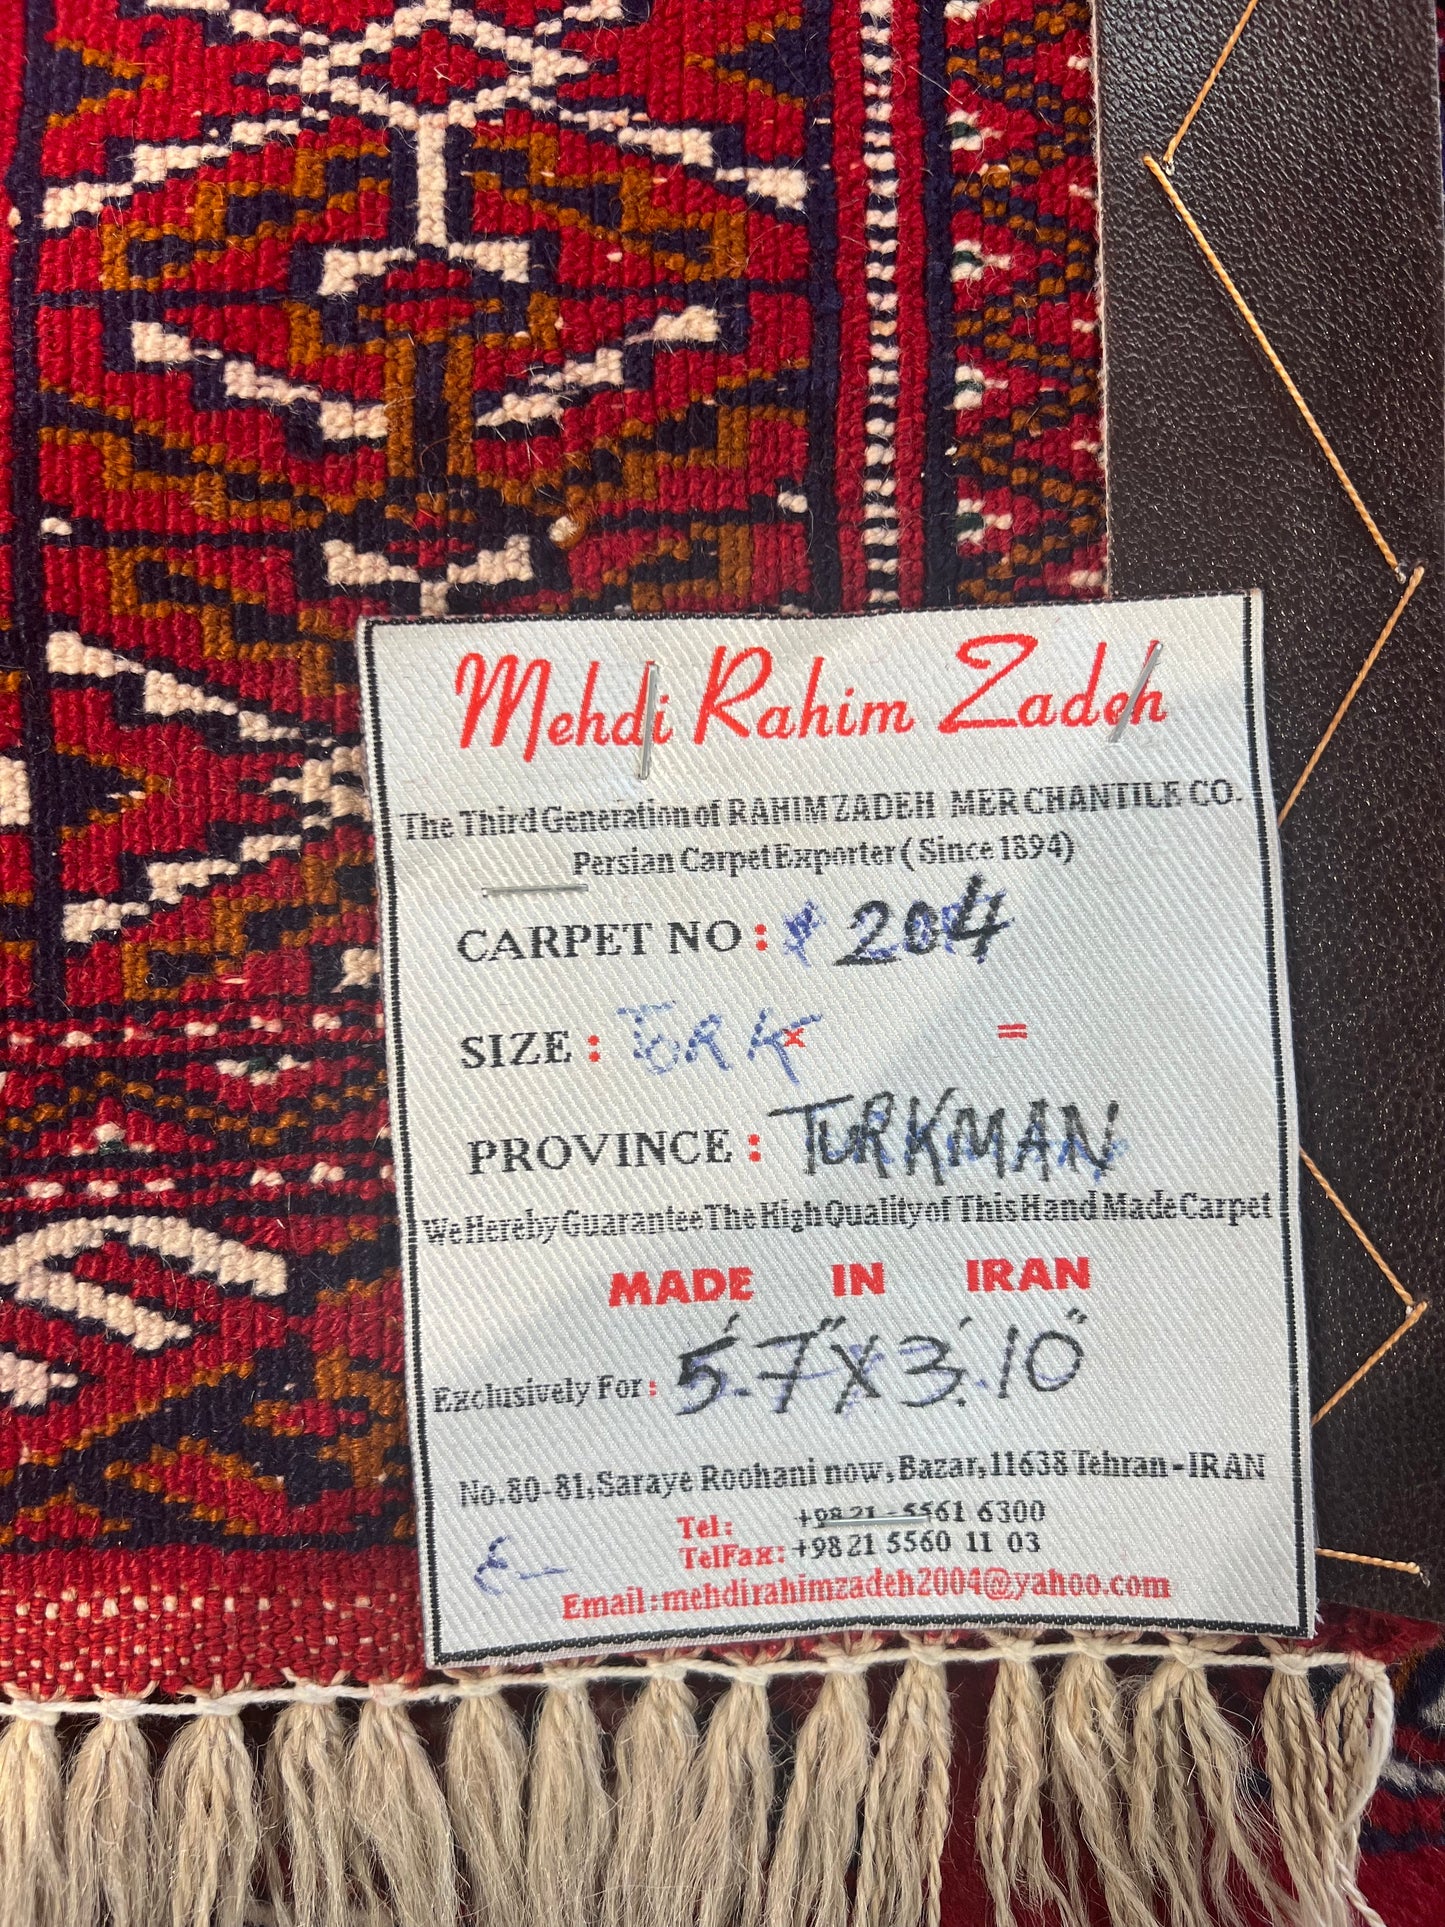 Mehdi Rahim Zadeh
The Third Generation of RAHIMZADEH MERCHANTILE CO.
Persian Carpet Exporter ( Since 1894)
CARPET NO : 204
SIZE : TORK x =
PROVINCE : TURKMAN
We Hereby Guarantee The High Quality of This Hand Made Carpet
MADE IN IRAN
Exclusively For : 5'.7" X 3'.10"
No.80-81, Saraye Roohani now, Bazar, 11638 Tehran - IRAN
Tel: +98 21 - 5561 6300
TelFax: +98 21 5560 11 03
Email : mehdirahimzadeh2004@yahoo.com